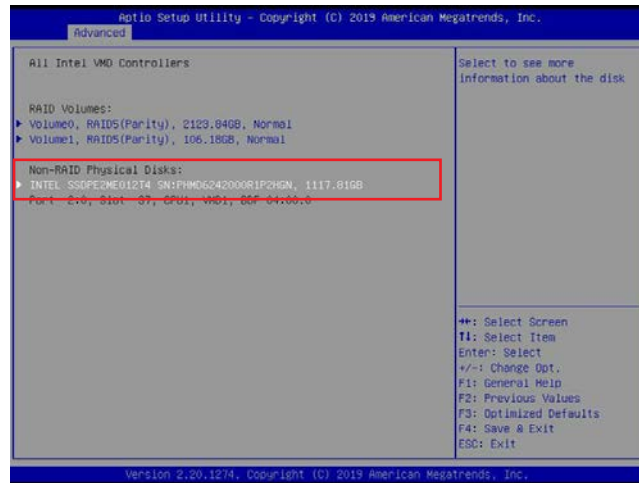 Aptio Setup Utility - Copyright (C) 2019 American Megatrends, Inc.
Advanced
All Intel VMD Controllers
RAID Volumes:
Volume0, RAID5(Parity), 2123.84GB, Normal
Volume1, RAID5(Parity), 106.18GB, Normal
Non-RAID Physical Disks:
INTEL SSDPE2ME012T4 SN:PHMD6242000R1P2HGN, 1117.81GB
Port 2:0, Slot 37, CPU1, VMD1, BDF 04:00.0
Select to see more
information about the disk
→←: Select Screen
↑↓: Select Item
Enter: Select
+/-: Change Opt.
F1: General Help
F2: Previous Values
F3: Optimized Defaults
F4: Save & Exit
ESC: Exit
Version 2.20.1274. Copyright (C) 2019 American Megatrends, Inc.